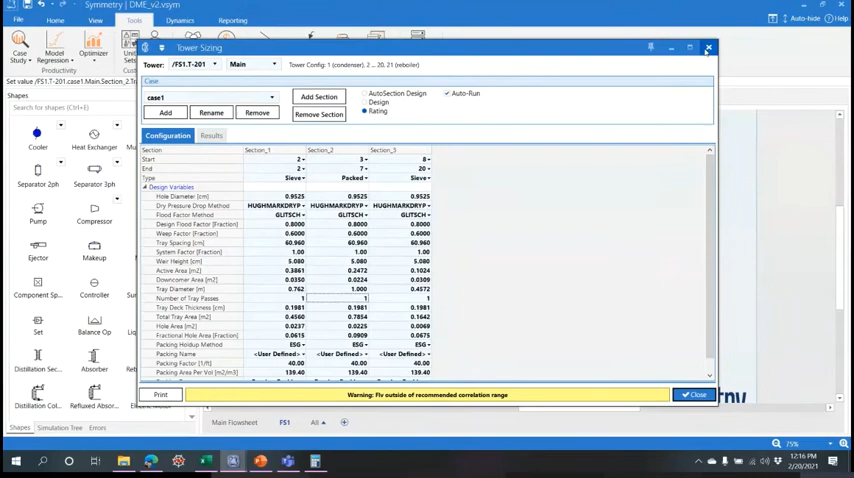 Symmetry - DME_v2.vsym
File Home View Tools Dynamics Reporting
Auto-hide Help
Case Study
Model Regression
Optimizer
Productivity
Set value /FS1.T-201.case1.Main.Section_2.Tr
Shapes
Search for shapes...
Cooler Heat Exchanger
Separator 2ph Separator 3ph
Pump Compressor
Ejector Makeup
Component Sp... Controller
Set Balance Op Lin
Distillation Sec... Absorber
Distillation Col... Refluxed Absor...
Shapes Simulation Tree Errors
Tower Sizing
Tower: /FS1.T-201 Main Tower Config: 1 (condenser), 2 ... 20, 21 (reboiler)
Case
case1
Add Rename Remove
Add Section
Remove Section
AutoSection Design
Design
Rating
Auto-Run
Configuration Results
Section Section_1 Section_2 Section_3
Start 2 3 8
End 2 7 20
Type Sieve Packed Sieve
Design Variables
Hole Diameter [cm] 0.9525 0.9525 0.9525
Dry Pressure Drop Method HUGHMARKDRYP HUGHMARKDRYP HUGHMARKDRYP
Flood Factor Method GLITSCH GLITSCH GLITSCH
Design Flood Factor [Fraction] 0.8000 0.8000 0.8000
Weep Factor [Fraction] 0.6000 0.6000 0.6000
Tray Spacing [cm] 60.960 60.960 60.960
System Factor [Fraction] 1.00 1.00 1.00
Weir Height [cm] 5.080 5.080 5.080
Active Area [m2] 0.3861 0.2472 0.1024
Downcomer Area [m2] 0.0350 0.0224 0.0309
Tray Diameter [m] 0.762 1.000 0.4572
Number of Tray Passes 1 1 1
Tray Deck Thickness [cm] 0.1981 0.1981 0.1981
Total Tray Area [m2] 0.4560 0.7854 0.1642
Hole Area [m2] 0.0237 0.0225 0.0069
Fractional Hole Area [Fraction] 0.0615 0.0909 0.0675
Packing Holdup Method ESG ESG ESG
Packing Name <User Defined> <User Defined> <User Defined>
Packing Factor [1/ft] 40.00 40.00 40.00
Packing Area Per Vol [m2/m3] 139.40 139.40 139.40
Print Warning: Flv outside of recommended correlation range Close
Main Flowsheet FS1 All
75%
12:16 PM
2/20/2021